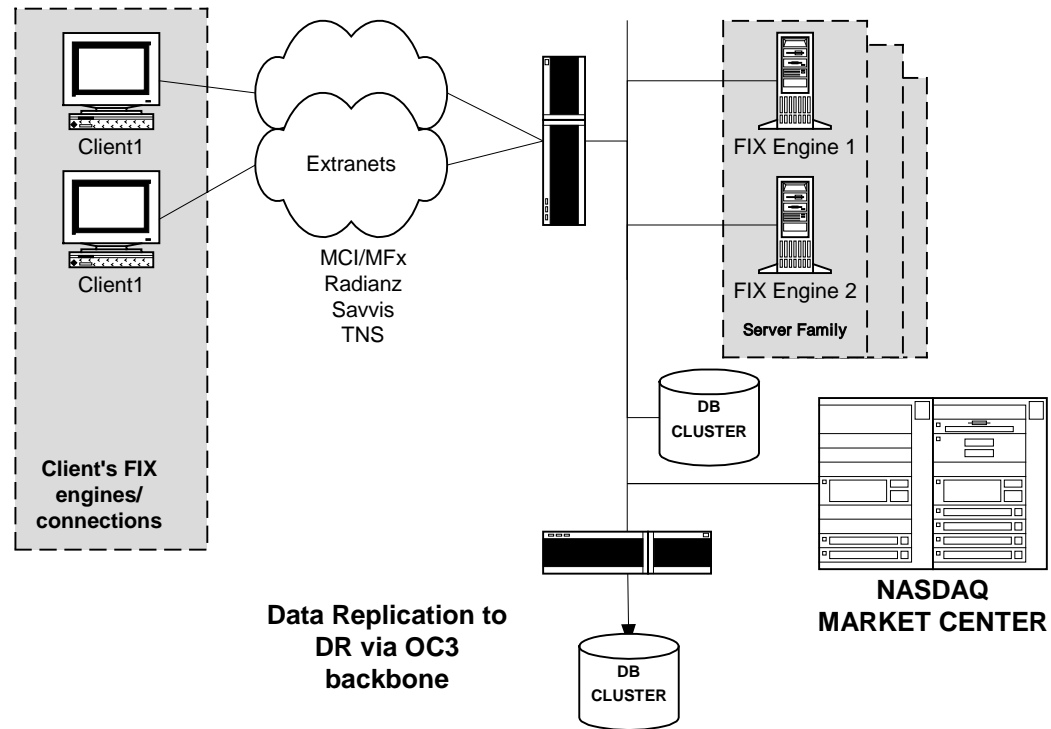 Client1
Client1
Client's FIX
engines/
connections
Extranets
MCI/MFx
Radianz
Savvis
TNS
FIX Engine 1
FIX Engine 2
Server Family
DB
CLUSTER
NASDAQ
MARKET CENTER
Data Replication to
DR via OC3
backbone
DB
CLUSTER